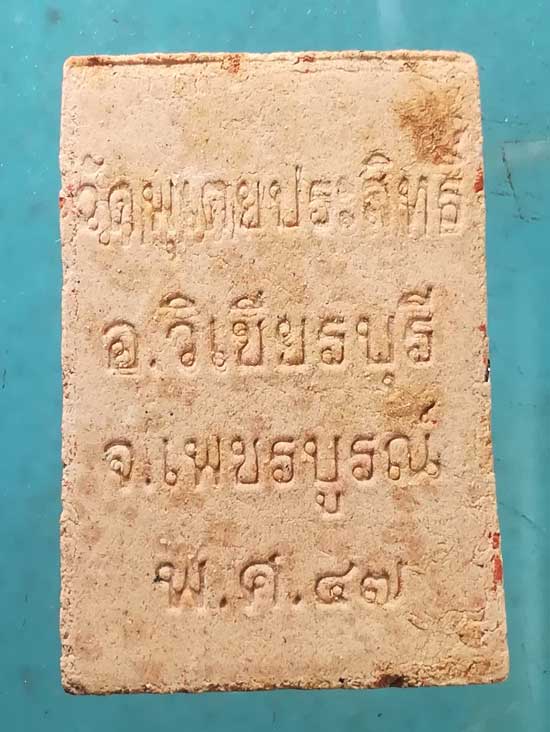 วัดพุเตยประสิทธิ์
อ.วิเชียรบุรี
จ.เพชรบูรณ์
พ.ศ.๔๗